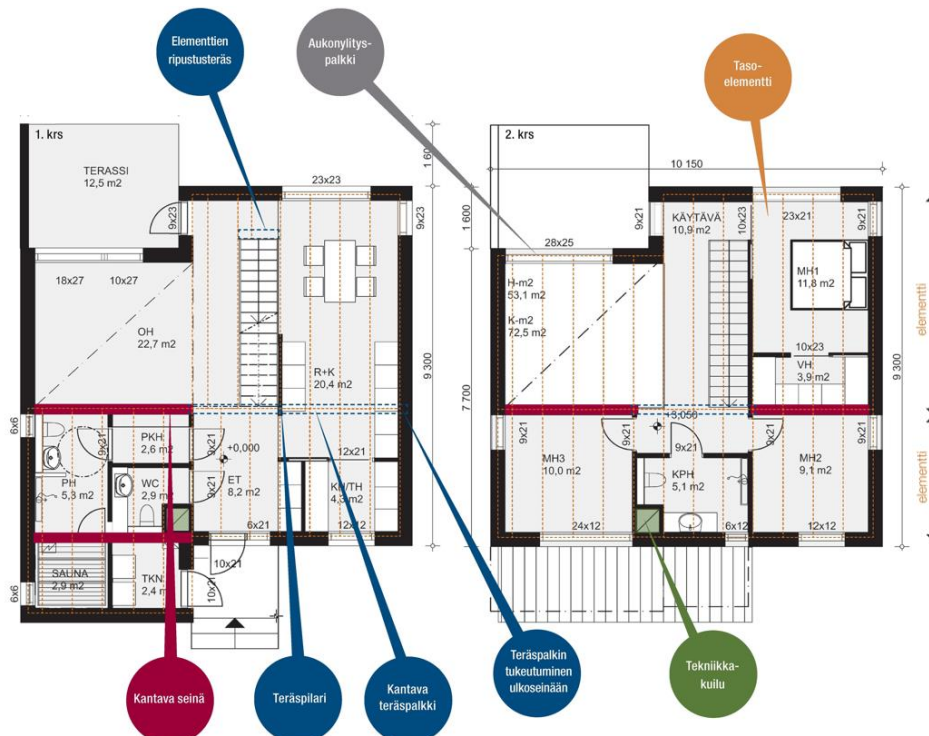 Elementtien
ripustusteräs
Aukonylitys-
palkki
Taso-
elementti
1. krs
TERASSI
12,5 m2
1 600
23x23
9x23
9x23
18x27
10x27
OH
22,7 m2
R+K
20,4 m2
9 300
6x6
9x21
PKH
2,6 m2
9x21
+0,000
12x21
PH
5,3 m2
WC
2,9 m2
9x21
ET
8,2 m2
KH/TH
4,3 m2
6x21
12x12
10x21
SAUNA
2,9 m2
TKN
2,4 m2
6x6
10x21
2. krs
10 150
1 600
9x21
KÄYTÄVÄ
10,9 m2
10x23
23x21
9x21
28x25
H-m2
53,1 m2
K-m2
72,5 m2
MH1
11,8 m2
elementti
10x23
VH
3,9 m2
7 700
9 300
+3,050
9x21
9x21
9x21
9x21
MH3
10,0 m2
KPH
5,1 m2
MH2
9,1 m2
elementti
24x12
6x12
12x12
Kantava seinä
Teräspilari
Kantava
teräspalkki
Teräspalkin
tukeutuminen
ulkoseinään
Tekniikka-
kuilu